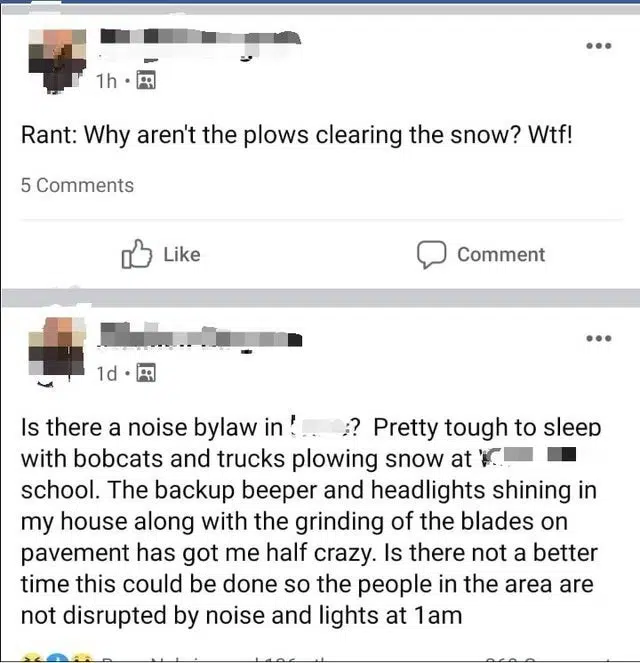 1h
Rant: Why aren't the plows clearing the snow? Wtf!
5 Comments
Like
Comment
1d
Is there a noise bylaw in ? Pretty tough to sleep
with bobcats and trucks plowing snow at
school. The backup beeper and headlights shining in
my house along with the grinding of the blades on
pavement has got me half crazy. Is there not a better
time this could be done so the people in the area are
not disrupted by noise and lights at 1am